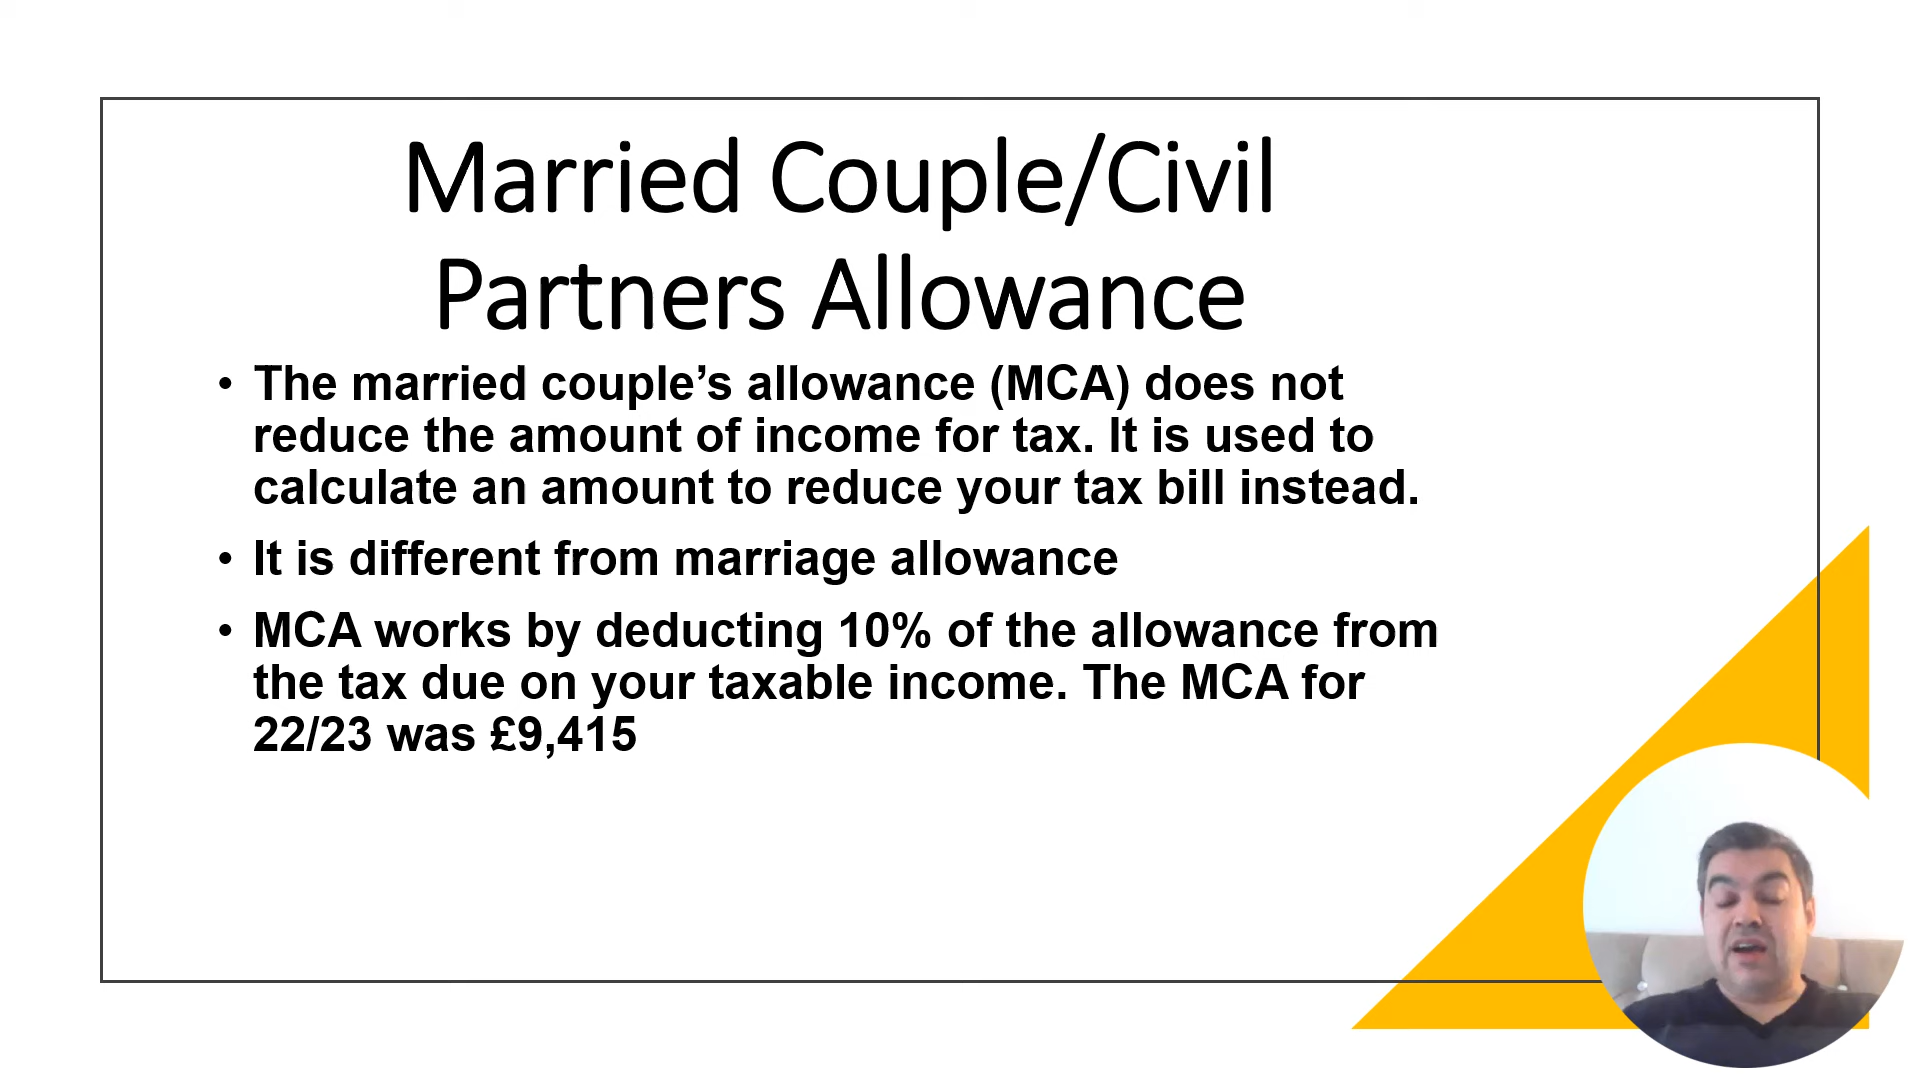 Married Couple/Civil
Partners Allowance
• The married couple’s allowance (MCA) does not
reduce the amount of income for tax. It is used to
calculate an amount to reduce your tax bill instead.
• It is different from marriage allowance
• MCA works by deducting 10% of the allowance from
the tax due on your taxable income. The MCA for
22/23 was £9,415